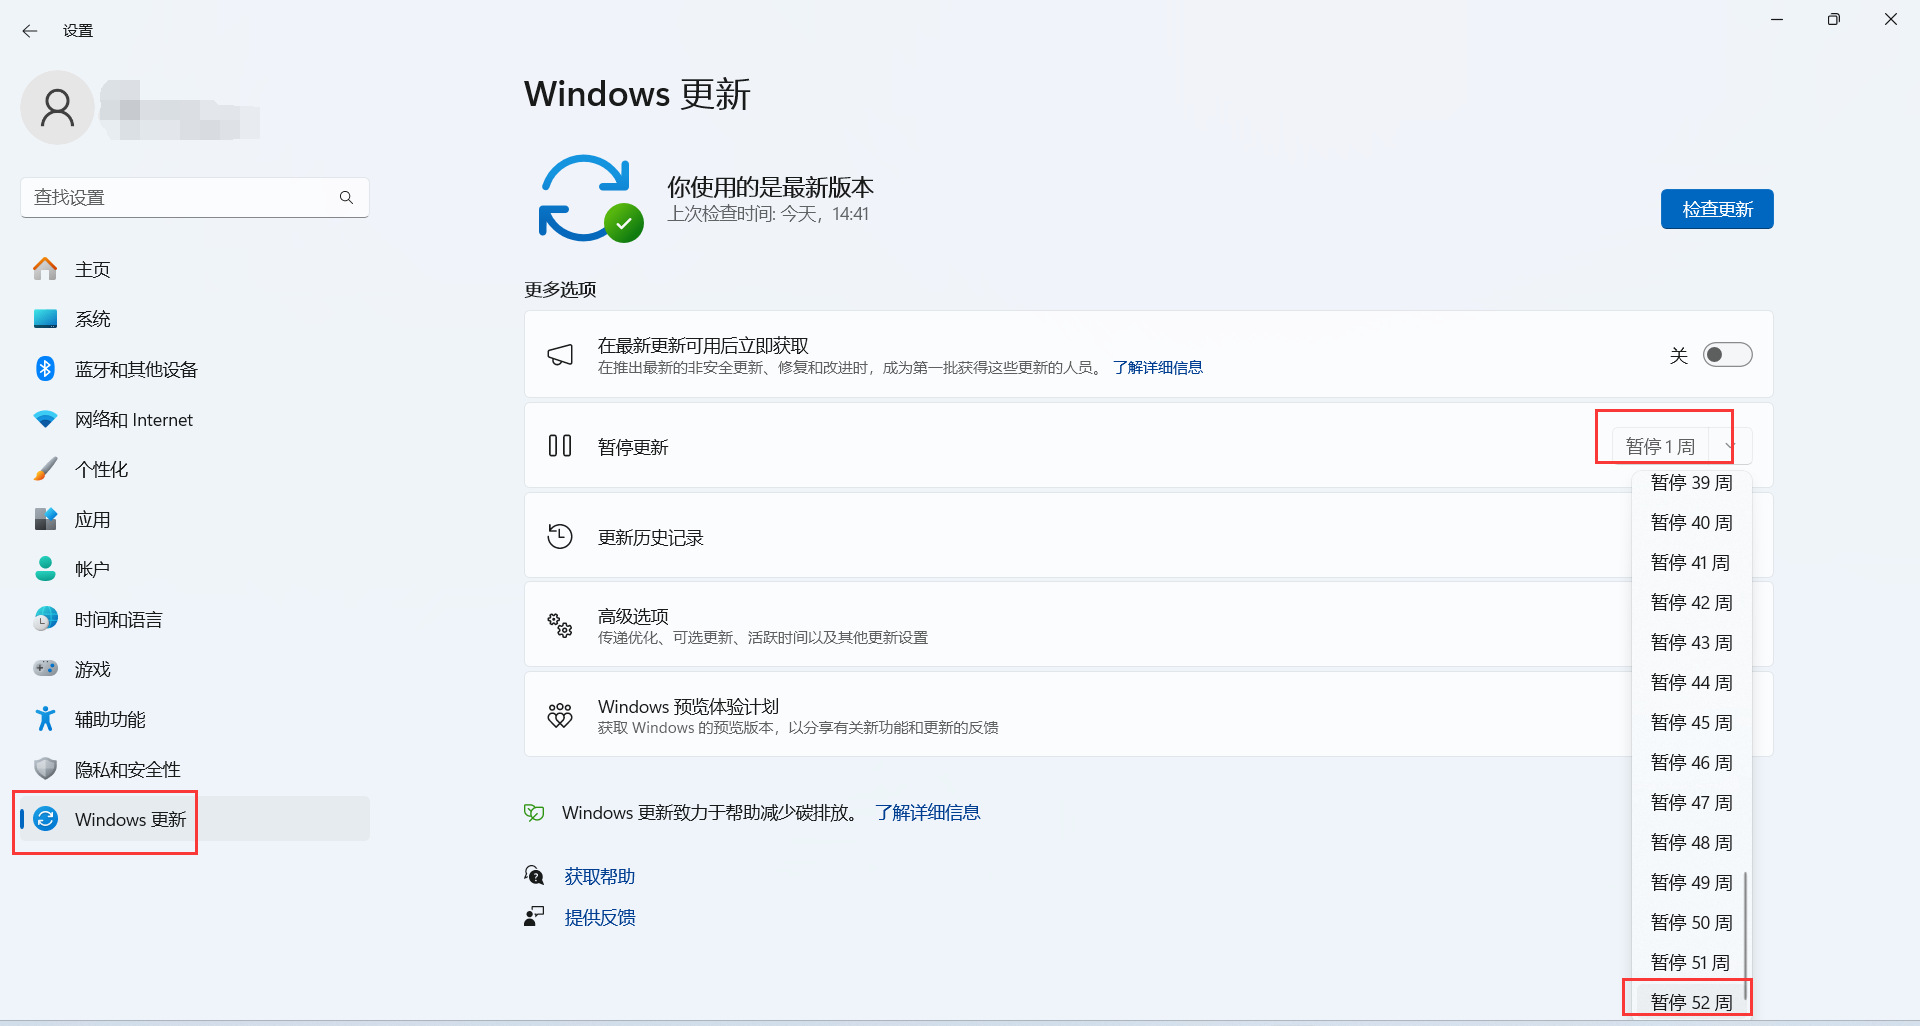 设置
查找设置
主页
系统
蓝牙和其他设备
网络和 Internet
个性化
应用
帐户
时间和语言
游戏
辅助功能
隐私和安全性
Windows 更新
Windows 更新
你使用的是最新版本
上次检查时间: 今天，14:41
检查更新
更多选项
在最新更新可用后立即获取
在推出最新的非安全更新、修复和改进时，成为第一批获得这些更新的人员。 了解详细信息
关
暂停更新
暂停 1 周
更新历史记录
高级选项
传递优化、可选更新、活跃时间以及其他更新设置
Windows 预览体验计划
获取 Windows 的预览版本，以分享有关新功能和更新的反馈
暂停 39 周
暂停 40 周
暂停 41 周
暂停 42 周
暂停 43 周
暂停 44 周
暂停 45 周
暂停 46 周
暂停 47 周
暂停 48 周
暂停 49 周
暂停 50 周
暂停 51 周
暂停 52 周
Windows 更新致力于帮助减少碳排放。 了解详细信息
获取帮助
提供反馈